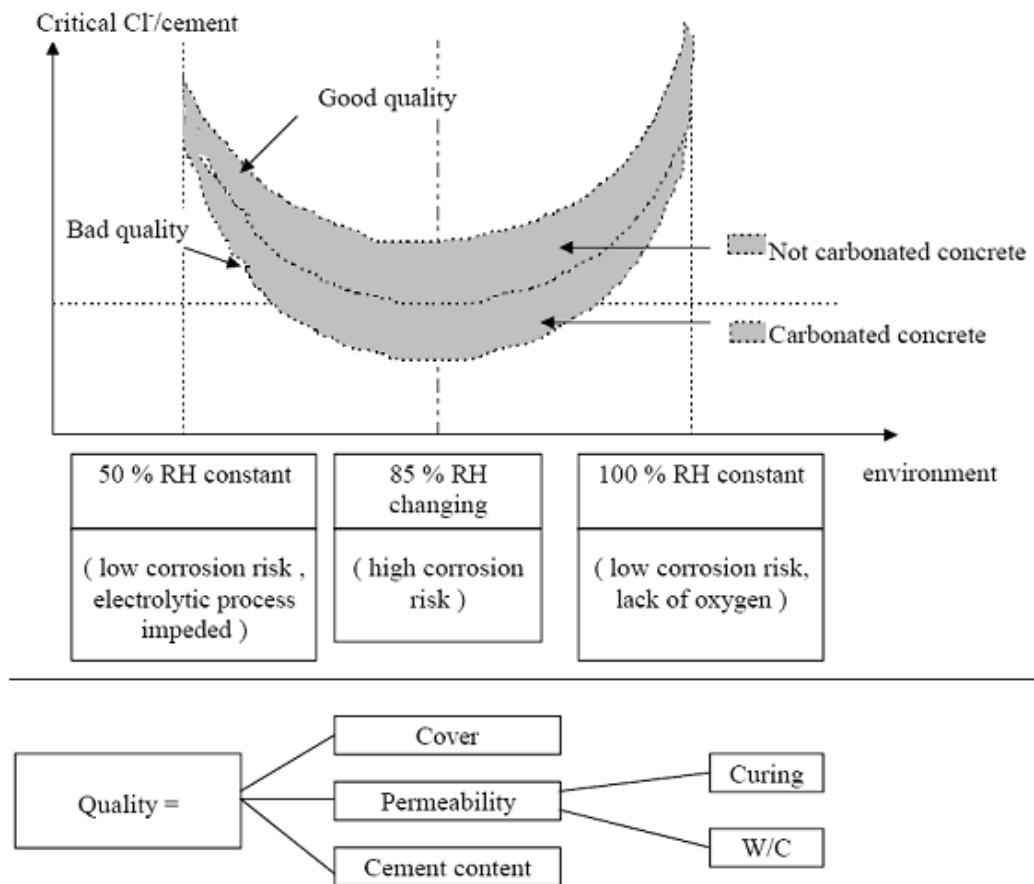 Critical Cl⁻/cement
Good quality
Bad quality
Not carbonated concrete
Carbonated concrete
environment
50 % RH constant
85 % RH
changing
100 % RH constant
( low corrosion risk ,
electrolytic process
impeded )
( high corrosion
risk )
( low corrosion risk,
lack of oxygen )
Quality =
Cover
Permeability
Cement content
Curing
W/C